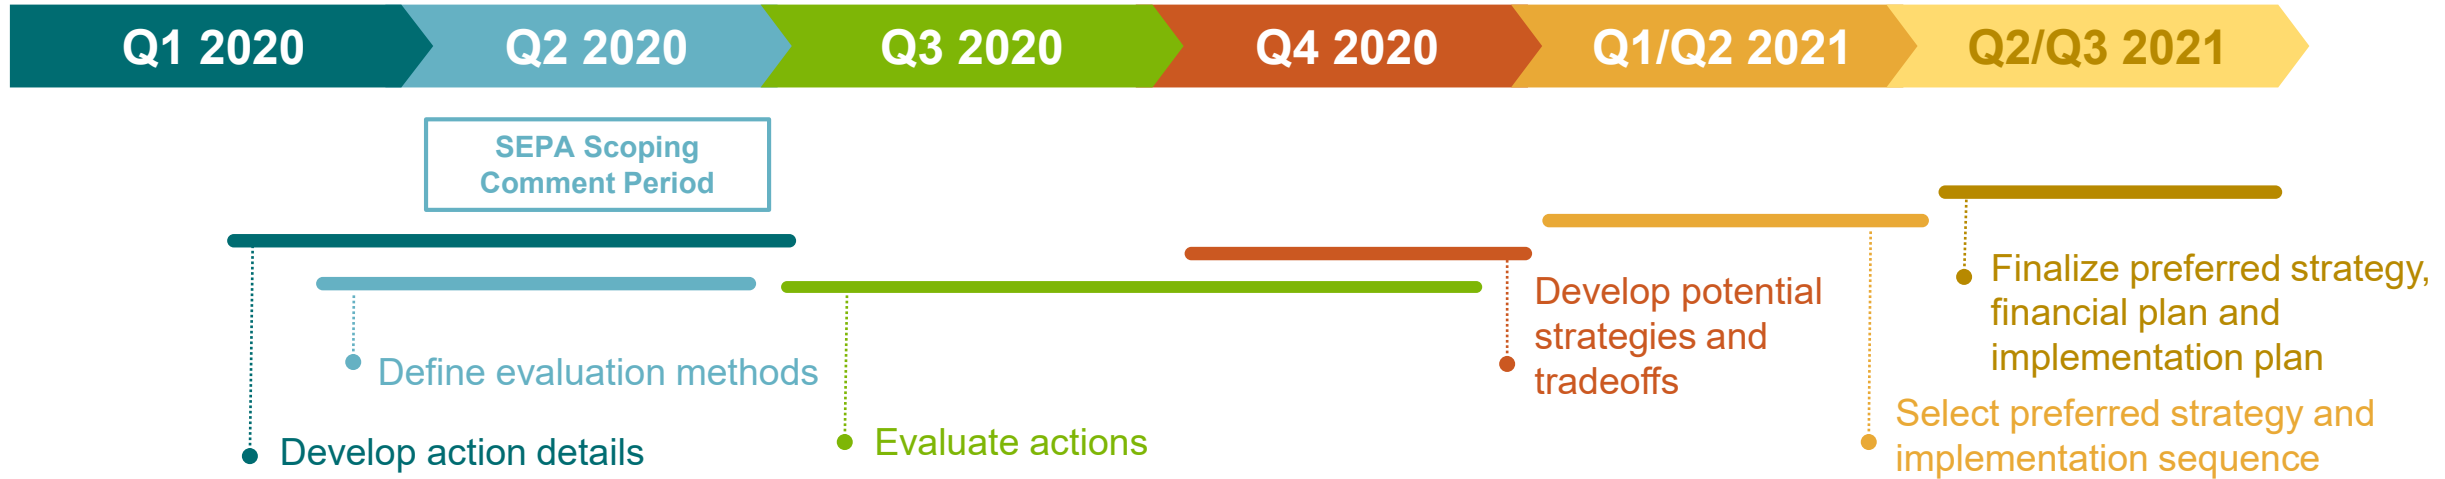 Q1 2020
Q2 2020
Q3 2020
Q4 2020
Q1/Q2 2021
Q2/Q3 2021
SEPA Scoping
Comment Period
Develop action details
Define evaluation methods
Evaluate actions
Develop potential
strategies and
tradeoffs
Select preferred strategy and
implementation sequence
Finalize preferred strategy,
financial plan and
implementation plan